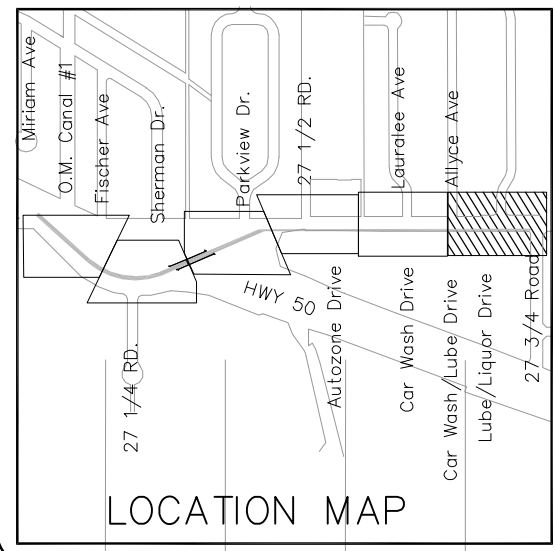 Miriam Ave
O.M. Canal #1
Fischer Ave
Sherman Dr.
Parkview Dr.
27 1/2 RD.
Lauralee Ave
Allyce Ave
HWY 50
27 1/4 RD.
Autozone Drive
Car Wash Drive
Car Wash/Lube Drive
Lube/Liquor Drive
27 3/4 Road
LOCATION MAP